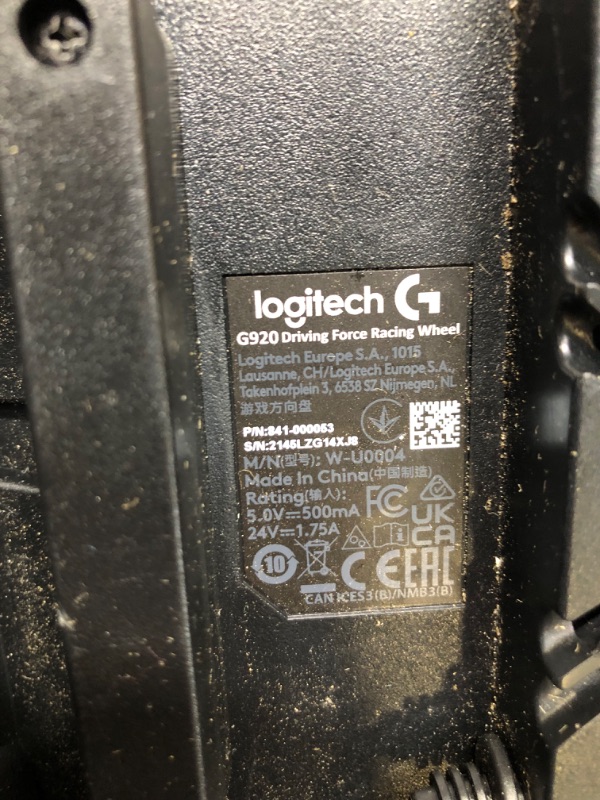 logitech G
G920 Driving Force Racing Wheel
Logitech Europe S.A., 1015
Lausanne, CH/Logitech Europe S.A.,
Takenhofplein 3, 6538 SZ Nijmegen, NL
游戏方向盘
P/N:841-000053
S/N:2145LZG14XJ8
M/N(型号): W-U0004
Made in China(中国制造)
Rating(输入):
5.0V⎓500mA
24V⎓1.75A
FC
UK
CA
10
CE
EAC
CAN ICES3(B)/NMB3(B)